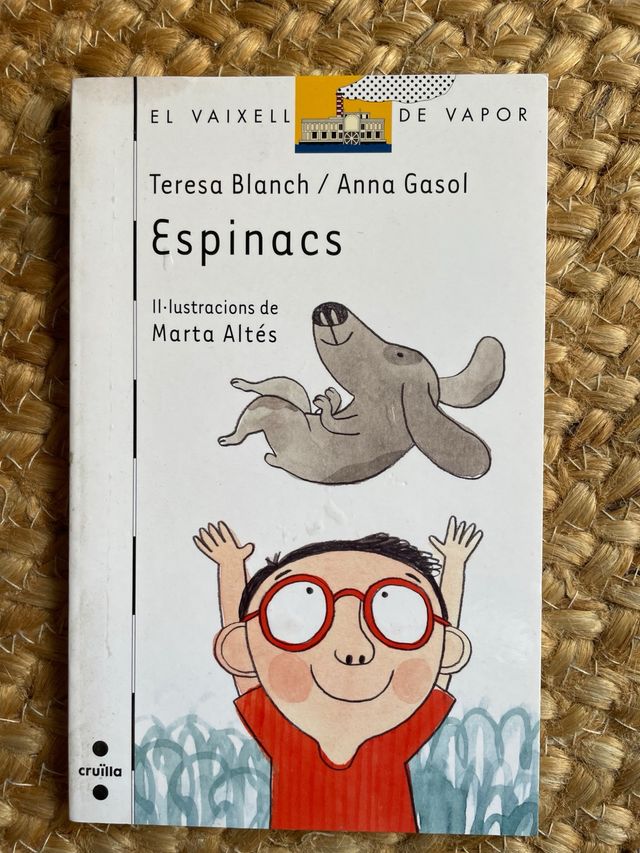 EL VAIXELL DE VAPOR
Teresa Blanch / Anna Gasol
Espinacs
Il·lustracions de
Marta Altés
cruïlla